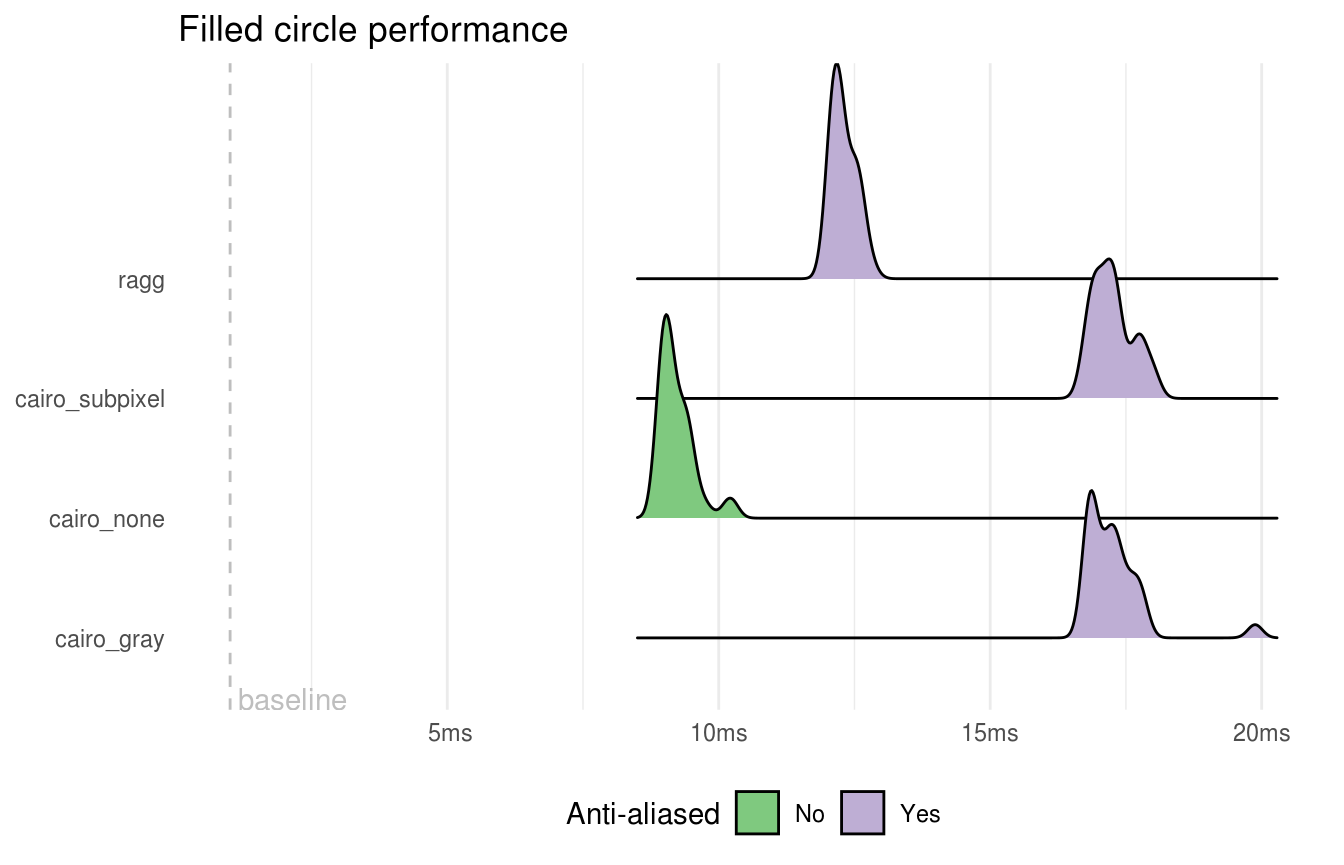 Filled circle performance
ragg
cairo_subpixel
cairo_none
cairo_gray
baseline
5ms 10ms 15ms 20ms
Anti-aliased No Yes